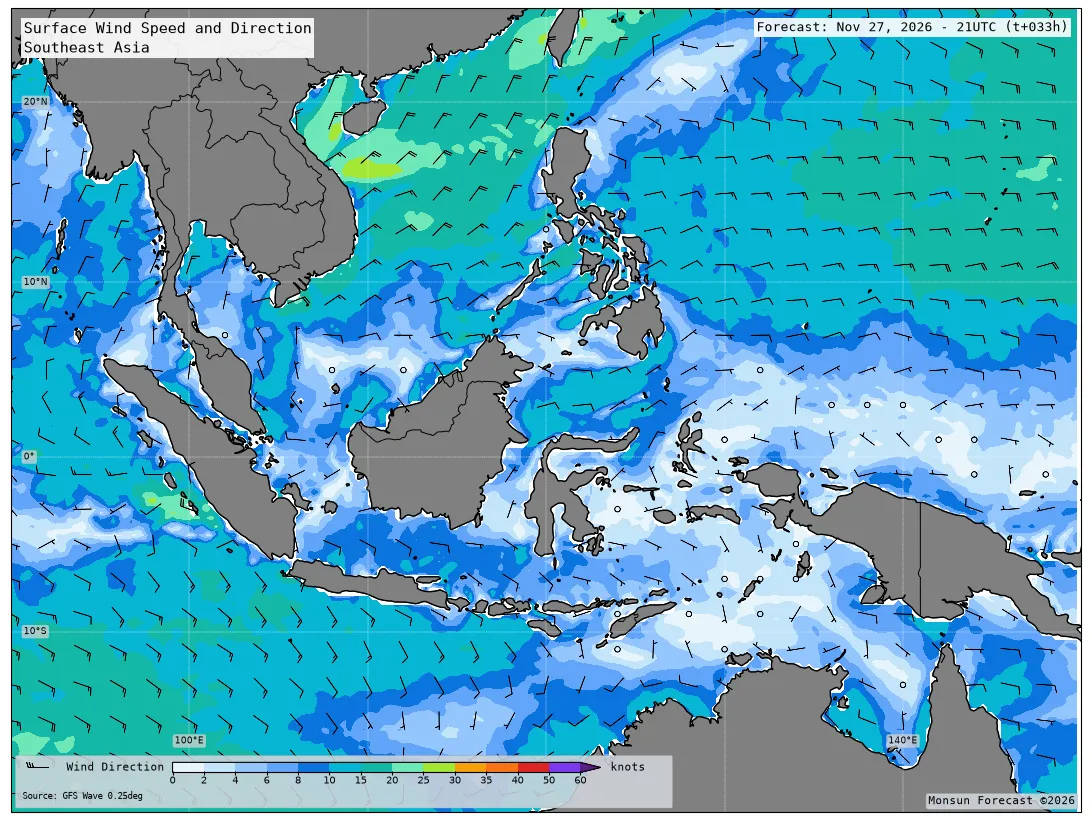 Surface Wind Speed and Direction
Southeast Asia
Forecast: Nov 27, 2026 - 21UTC (t+033h)
20°N
10°N
0°
10°S
100°E
140°E
Wind Direction
0 2 4 6 8 10 15 20 25 30 35 40 50 60
knots
Source: GFS Wave 0.25deg
Monsun Forecast ©2026